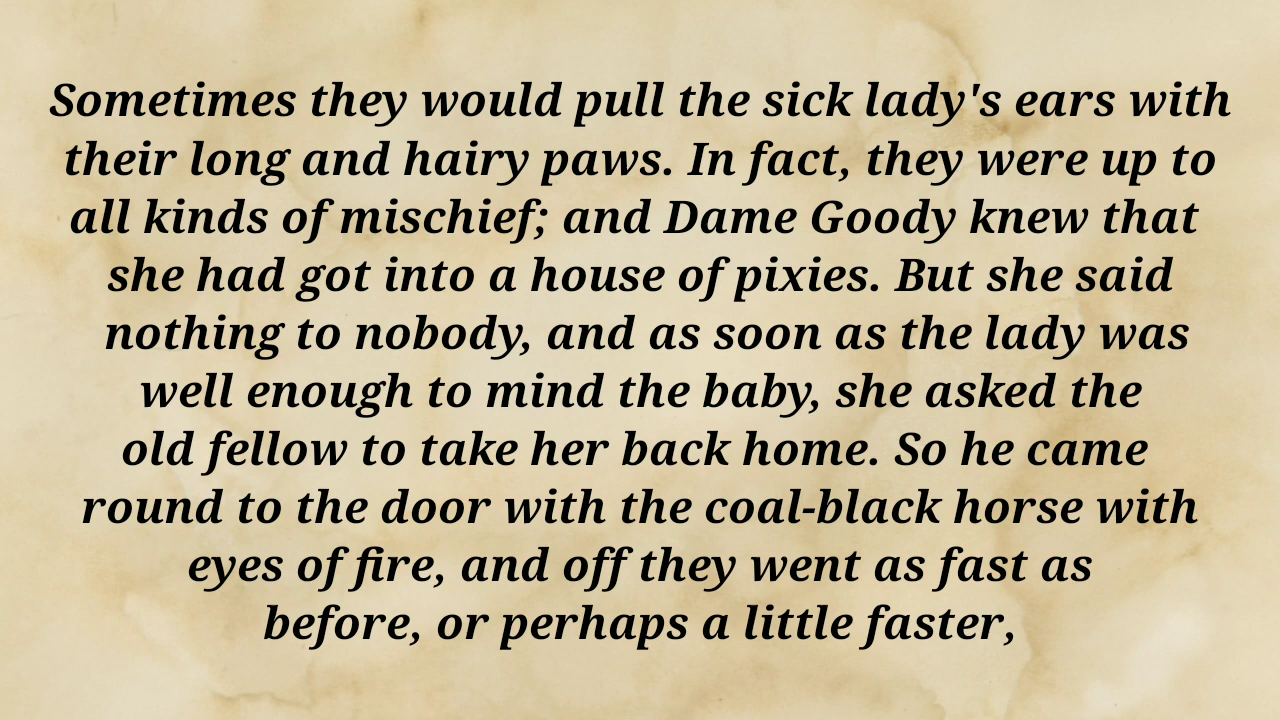 Sometimes they would pull the sick lady's ears with
their long and hairy paws. In fact, they were up to
all kinds of mischief; and Dame Goody knew that
she had got into a house of pixies. But she said
nothing to nobody, and as soon as the lady was
well enough to mind the baby, she asked the
old fellow to take her back home. So he came
round to the door with the coal-black horse with
eyes of fire, and off they went as fast as
before, or perhaps a little faster,